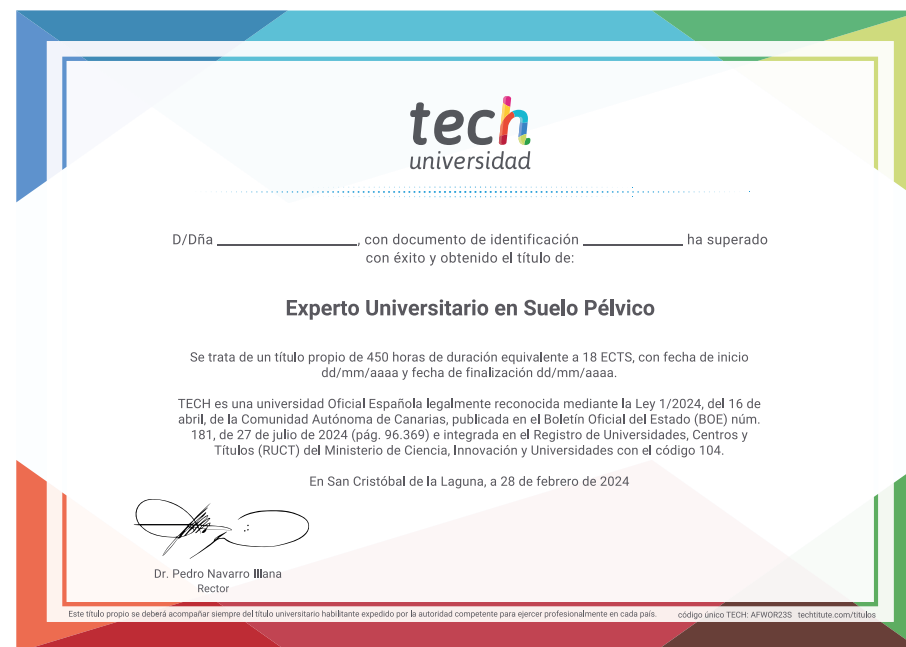 tech
universidad
D/Dña ____________________, con documento de identificación ______________ ha superado
con éxito y obtenido el título de:
Experto Universitario en Suelo Pélvico
Se trata de un título propio de 450 horas de duración equivalente a 18 ECTS, con fecha de inicio
dd/mm/aaaa y fecha de finalización dd/mm/aaaa.
TECH es una universidad Oficial Española legalmente reconocida mediante la Ley 1/2024, del 16 de
abril, de la Comunidad Autónoma de Canarias, publicada en el Boletín Oficial del Estado (BOE) núm.
181, de 27 de julio de 2024 (pág. 96.369) e integrada en el Registro de Universidades, Centros y
Títulos (RUCT) del Ministerio de Ciencia, Innovación y Universidades con el código 104.
En San Cristóbal de la Laguna, a 28 de febrero de 2024
Dr. Pedro Navarro Illana
Rector
Este título propio se deberá acompañar siempre del título universitario habilitante expedido por la autoridad competente para ejercer profesionalmente en cada país. código único TECH: AFWOR23S techtitute.com/titulos